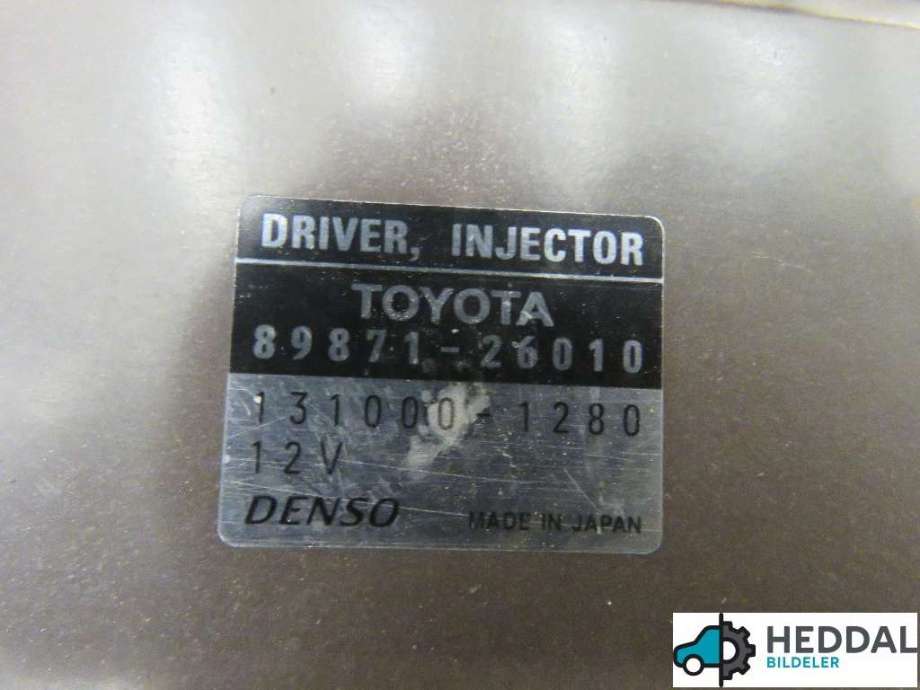 DRIVER, INJECTOR
TOYOTA
89871-26010
131000-1280
12V
DENSO MADE IN JAPAN
HEDDAL
BILDELER